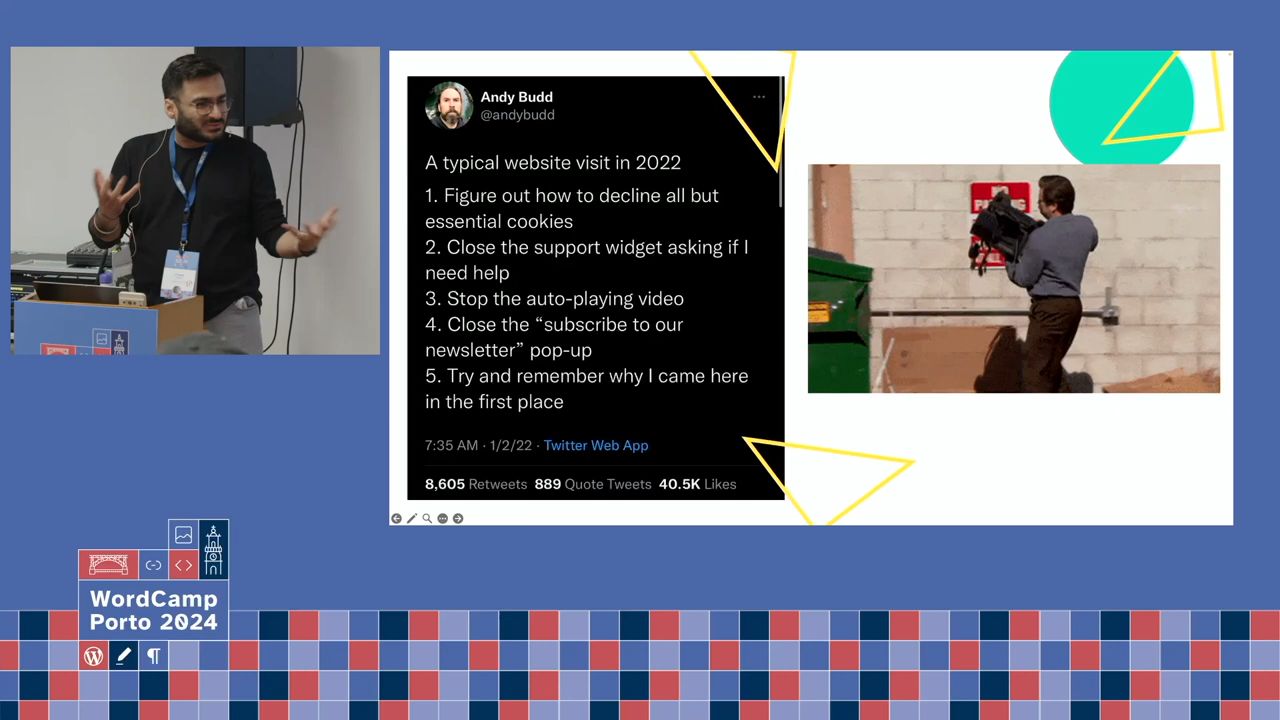 Andy Budd
@andybudd
A typical website visit in 2022
1. Figure out how to decline all but
essential cookies
2. Close the support widget asking if I
need help
3. Stop the auto-playing video
4. Close the “subscribe to our
newsletter” pop-up
5. Try and remember why I came here
in the first place
7:35 AM · 1/2/22 · Twitter Web App
8,605 Retweets 889 Quote Tweets 40.5K Likes
WordCamp
Porto 2024